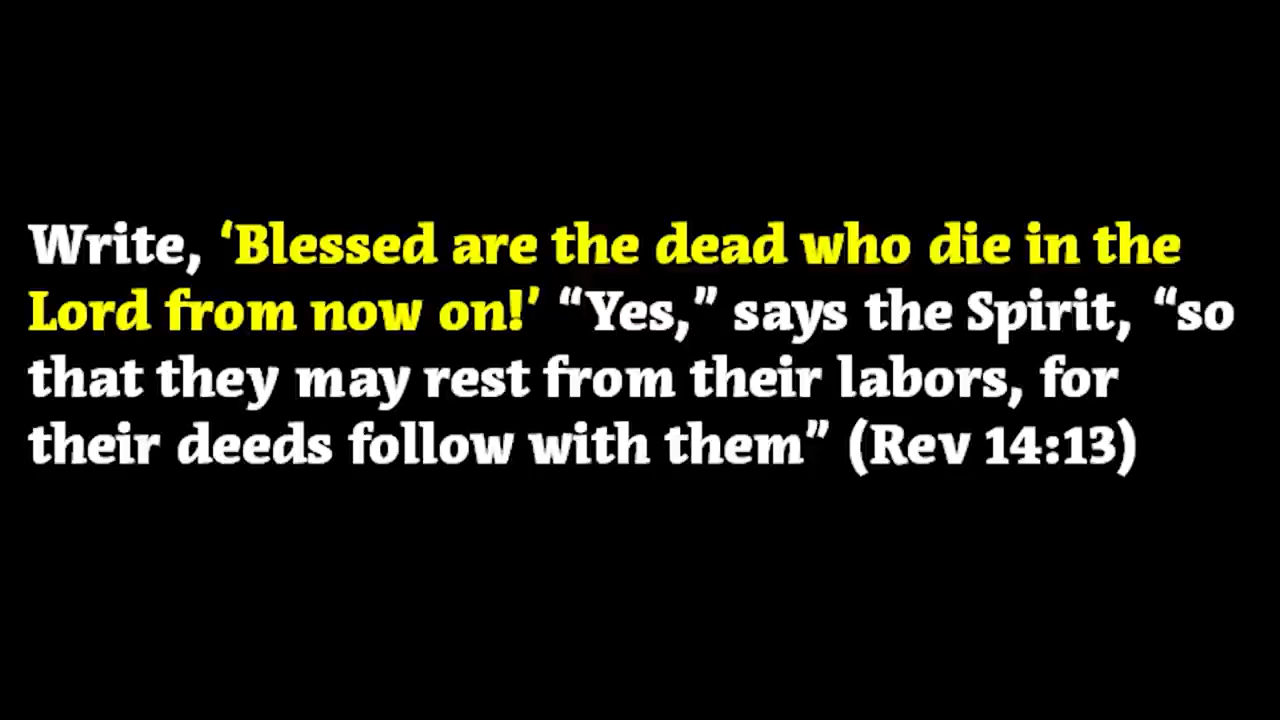 Write, ‘Blessed are the dead who die in the
Lord from now on!’ “Yes,” says the Spirit, “so
that they may rest from their labors, for
their deeds follow with them” (Rev 14:13)